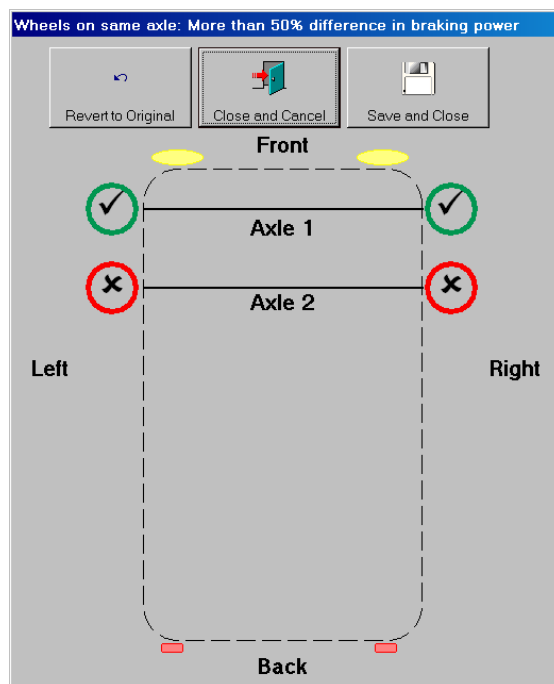 Wheels on same axle: More than 50% difference in braking power
Revert to Original
Close and Cancel
Save and Close
Front
Axle 1
Axle 2
Left
Right
Back